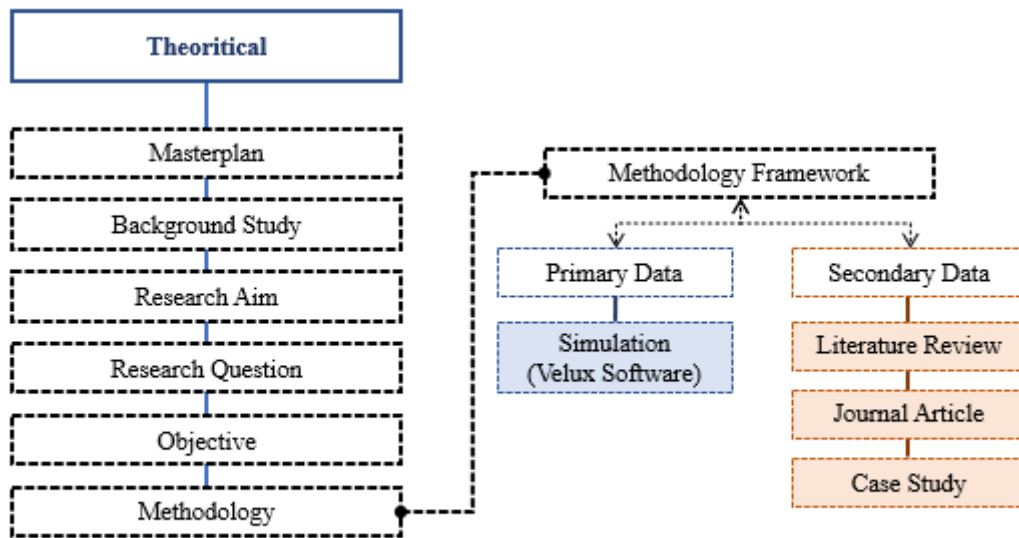 Theoritical
Masterplan
Background Study
Research Aim
Research Question
Objective
Methodology
Methodology Framework
Primary Data
Simulation
(Velux Software)
Secondary Data
Literature Review
Journal Article
Case Study